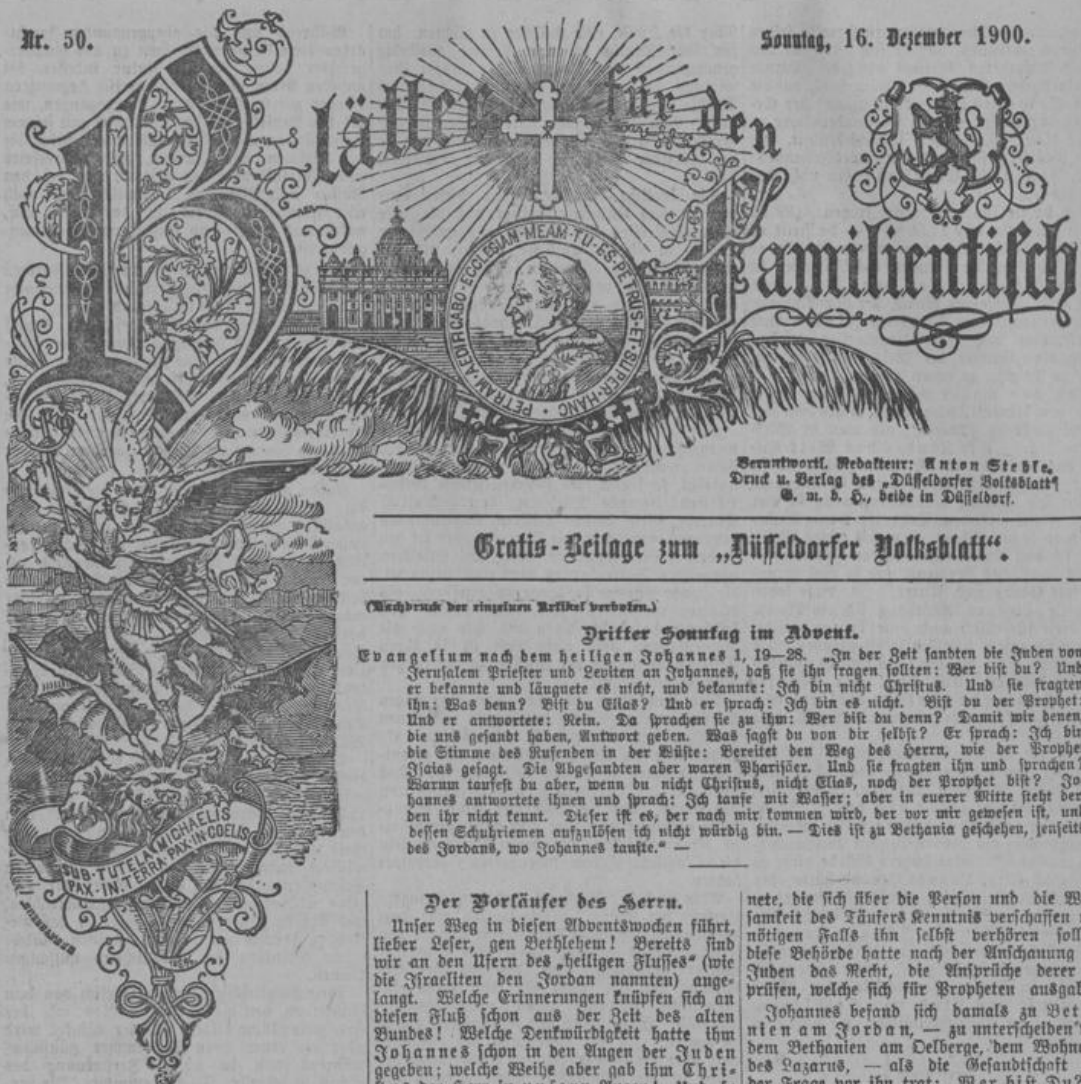 Nr. 50.
Sonntag, 16. Dezember 1900.
Blätter für den
Familientisch
PETRAM·AEDIFICABO·ECCLESIAM·MEAM·TU·ES·PETRUS·ET·SUPER·HANC
Verantwortl. Redakteur: Anton Stehle.
Druck u. Verlag des „Düsseldorfer Volksblatt“
G. m. b. H., beide in Düsseldorf.
Gratis-Beilage zum „Düsseldorfer Volksblatt“.
(Nachdruck der einzelnen Artikel verboten.)
Dritter Sonntag im Advent.
Evangelium nach dem heiligen Johannes 1, 19—28. „In der Zeit sandten die Juden von
Jerusalem Priester und Leviten an Johannes, daß sie ihn fragen sollten: Wer bist du? Und
er bekannte und läugnete es nicht, und bekannte: Ich bin nicht Christus. Und sie fragten
ihn: Was denn? Bist du Elias? Und er sprach: Ich bin es nicht. Bist du der Prophet?
Und er antwortete: Nein. Da sprachen sie zu ihm: Wer bist du denn? Damit wir denen,
die uns gesandt haben, Antwort geben. Was sagst du von dir selbst? Er sprach: Ich bin
die Stimme des Rufenden in der Wüste: Bereitet den Weg des Herrn, wie der Prophe
Isaias gesagt. Die Abgesandten aber waren Pharisäer. Und sie fragten ihn und sprachen:
Warum taufest du aber, wenn du nicht Christus, nicht Elias, noch der Prophet bist? Jo-
hannes antwortete ihnen und sprach: Ich taufe mit Wasser; aber in euerer Mitte steht der,
den ihr nicht kennt. Dieser ist es, der nach mir kommen wird, der vor mir gewesen ist, und
dessen Schuhriemen aufzulösen ich nicht würdig bin. — Dies ist zu Bethania geschehen, jenseits
des Jordans, wo Johannes taufte.“ —
SUB·TUTELA·MICHAELIS
PAX·IN·TERRA·PAX·IN·COELIS
Der Vorläufer des Herrn.
Unser Weg in diesen Adventswochen führt,
lieber Leser, gen Bethlehem! Bereits sind
wir an den Ufern des „heiligen Flusses“ (wie
die Israeliten den Jordan nannten) ange-
langt. Welche Erinnerungen knüpfen sich an
diesen Fluß schon aus der Zeit des alten
Bundes! Welche Denkwürdigkeit hatte ihm
Johannes schon in den Augen der Juden
gegeben; welche Weihe aber gab ihm Chri-
nete, die sich über die Person und die W
samkeit des Täufers Kenntnis verschaffen
nötigen Falls ihn selbst verhören soll
diese Behörde hatte nach der Anschauung
Juden das Recht, die Ansprüche derer
prüfen, welche sich für Propheten ausgal
Johannes befand sich damals zu Bet
nien am Jordan, — zu unterscheiden
dem Bethanien am Oelberge, dem Wohn
des Lazarus, — als die Gesandtschaft
der Frage vor ihn trat: Wer bist Du